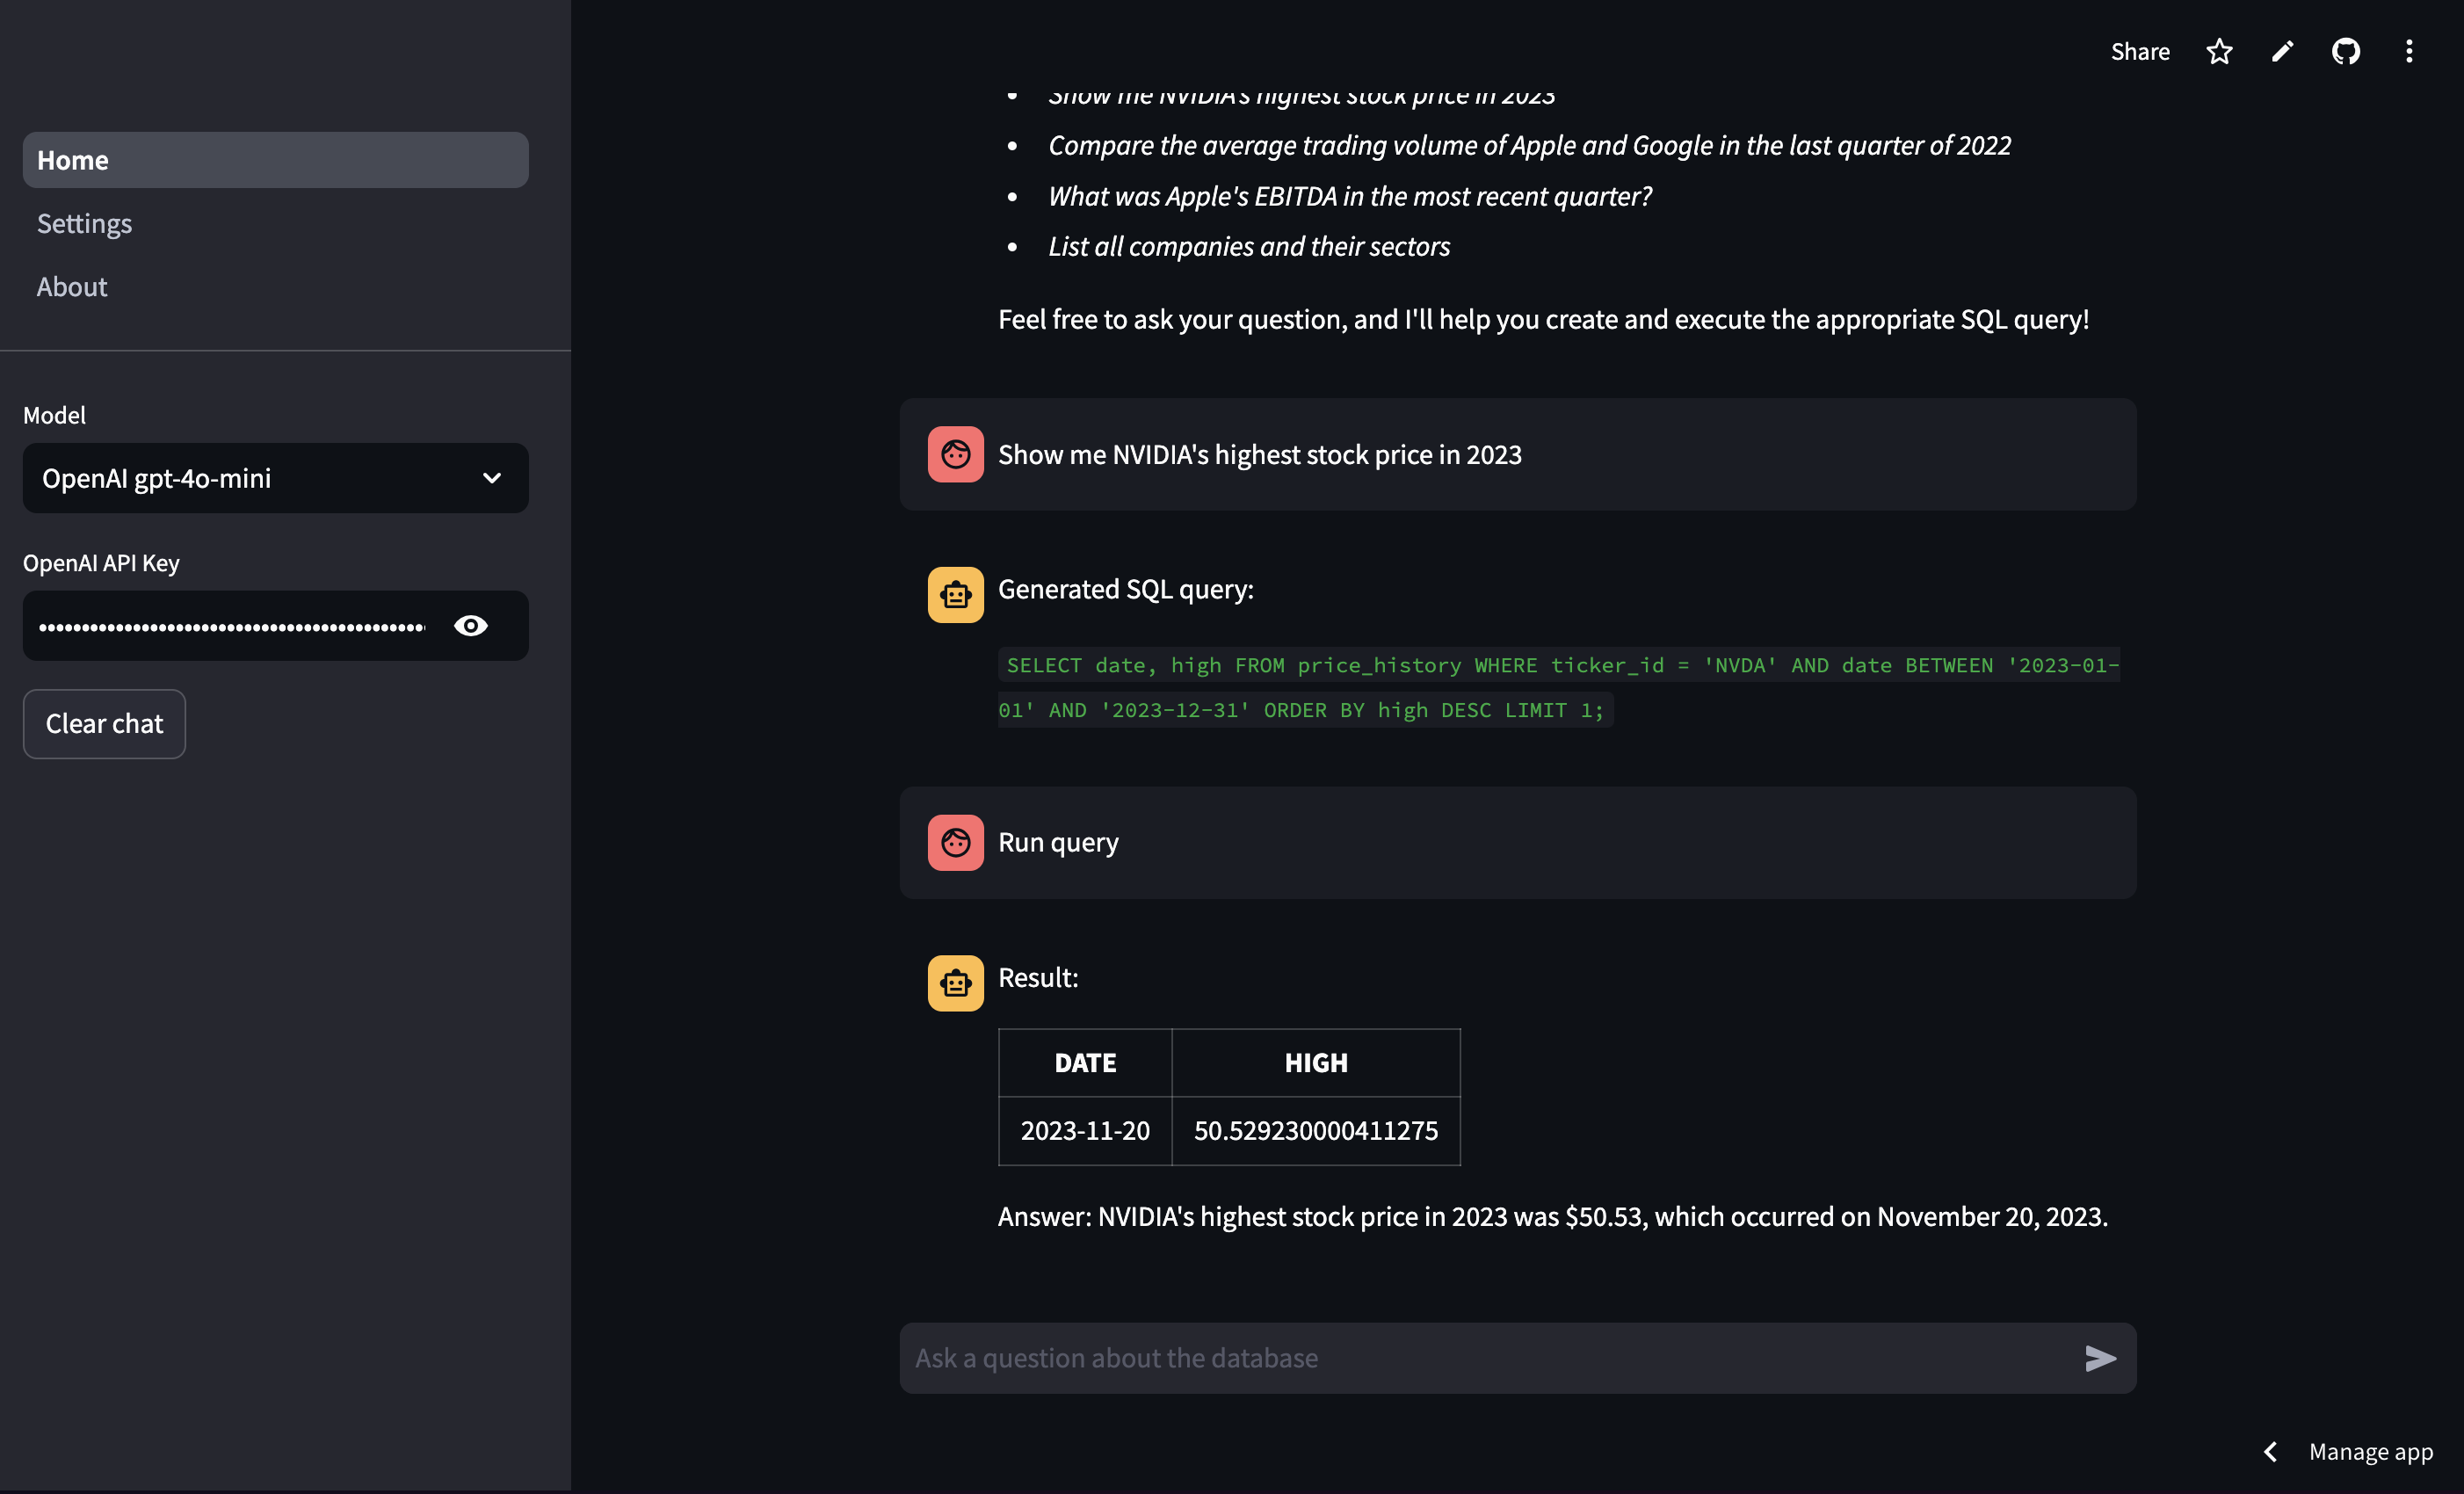 Share
Home
Settings
About
Model
OpenAI gpt-4o-mini
OpenAI API Key
Clear chat
Show me NVIDIA's highest stock price in 2023
Compare the average trading volume of Apple and Google in the last quarter of 2022
What was Apple's EBITDA in the most recent quarter?
List all companies and their sectors
Feel free to ask your question, and I'll help you create and execute the appropriate SQL query!
Show me NVIDIA's highest stock price in 2023
Generated SQL query:
SELECT date, high FROM price_history WHERE ticker_id = 'NVDA' AND date BETWEEN '2023-01-
01' AND '2023-12-31' ORDER BY high DESC LIMIT 1;
Run query
Result:
DATE HIGH
2023-11-20 50.529230000411275
Answer: NVIDIA's highest stock price in 2023 was $50.53, which occurred on November 20, 2023.
Ask a question about the database
Manage app